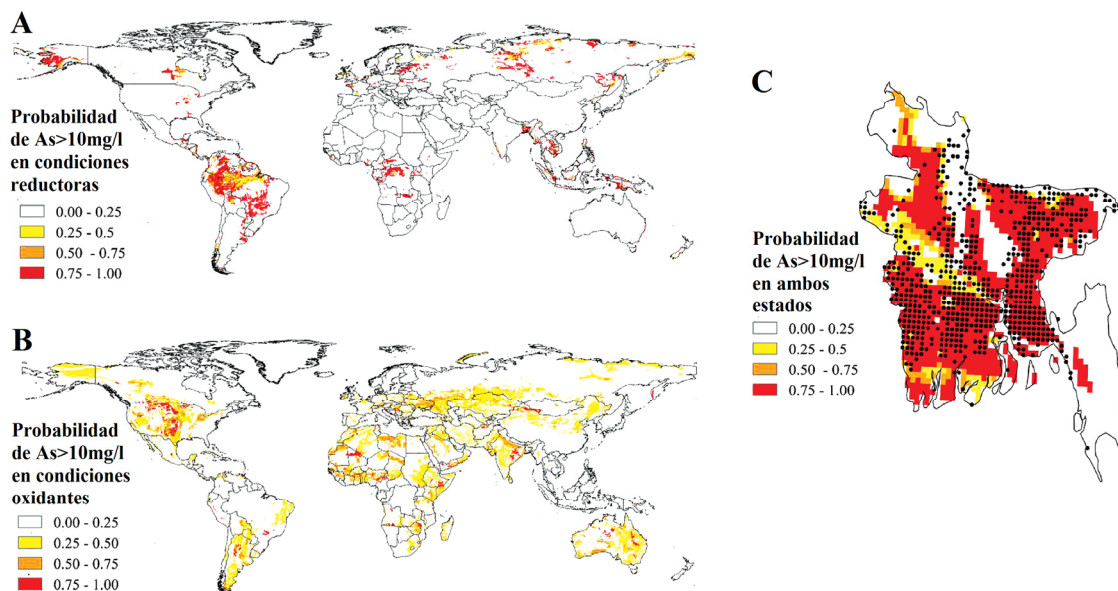 A
Probabilidad
de As>10mg/l
en condiciones
reductoras
0.00 - 0.25
0.25 - 0.5
0.50 - 0.75
0.75 - 1.00
B
Probabilidad
de As>10mg/l
en condiciones
oxidantes
0.00 - 0.25
0.25 - 0.50
0.50 - 0.75
0.75 - 1.00
C
Probabilidad
de As>10mg/l
en ambos
estados
0.00 - 0.25
0.25 - 0.5
0.50 - 0.75
0.75 - 1.00